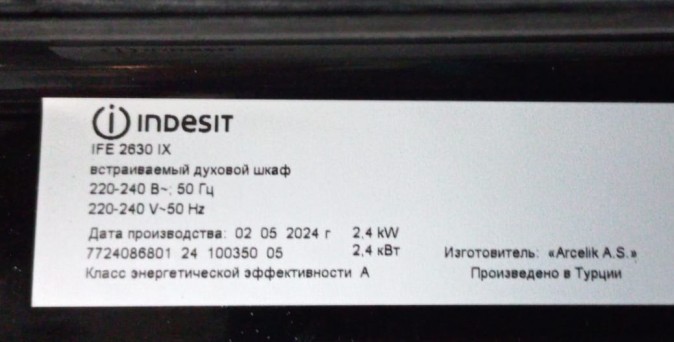 INDESIT
IFE 2630 IX
встраиваемый духовой шкаф
220-240 В~; 50 Гц
220-240 V~50 Hz
Дата производства: 02 05 2024 г 2,4 kW
7724086801 24 100350 05 2,4 кВт Изготовитель: «Arcelik A.S.»
Класс энергетической эффективности А Произведено в Турции